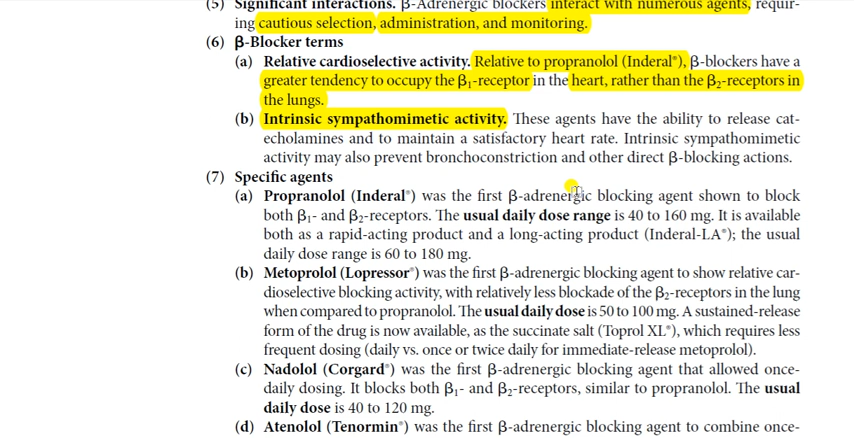 (5) Significant interactions. β-Adrenergic blockers interact with numerous agents, requir-
ing cautious selection, administration, and monitoring.
(6) β-Blocker terms
(a) Relative cardioselective activity. Relative to propranolol (Inderal®), β-blockers have a
greater tendency to occupy the β₁-receptor in the heart, rather than the β₂-receptors in
the lungs.
(b) Intrinsic sympathomimetic activity. These agents have the ability to release cat-
echolamines and to maintain a satisfactory heart rate. Intrinsic sympathomimetic
activity may also prevent bronchoconstriction and other direct β-blocking actions.
(7) Specific agents
(a) Propranolol (Inderal®) was the first β-adrenergic blocking agent shown to block
both β₁- and β₂-receptors. The usual daily dose range is 40 to 160 mg. It is available
both as a rapid-acting product and a long-acting product (Inderal-LA®); the usual
daily dose range is 60 to 180 mg.
(b) Metoprolol (Lopressor®) was the first β-adrenergic blocking agent to show relative car-
dioselective blocking activity, with relatively less blockade of the β₂-receptors in the lung
when compared to propranolol. The usual daily dose is 50 to 100 mg. A sustained-release
form of the drug is now available, as the succinate salt (Toprol XL®), which requires less
frequent dosing (daily vs. once or twice daily for immediate-release metoprolol).
(c) Nadolol (Corgard®) was the first β-adrenergic blocking agent that allowed once-
daily dosing. It blocks both β₁- and β₂-receptors, similar to propranolol. The usual
daily dose is 40 to 120 mg.
(d) Atenolol (Tenormin®) was the first β-adrenergic blocking agent to combine once-